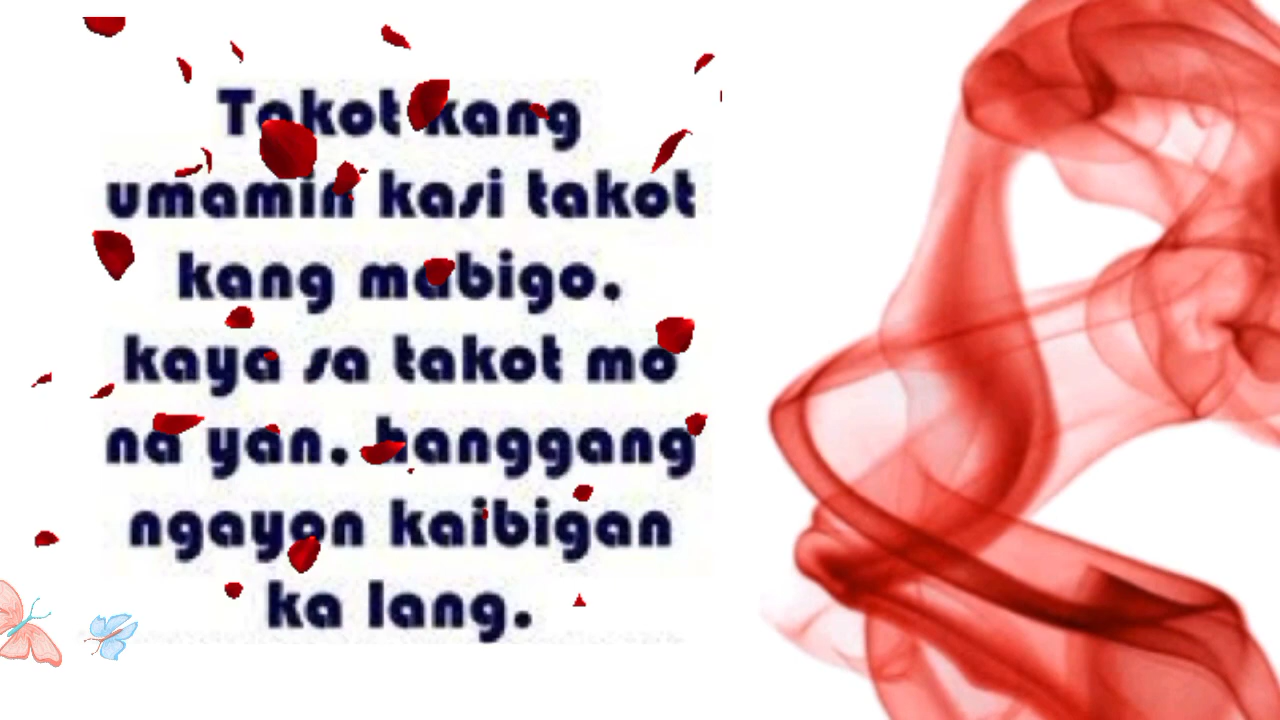 Takot kang
umamin kasi takot
kang mabigo.
kaya sa takot mo
na yan. hanggang
ngayon kaibigan
ka lang.